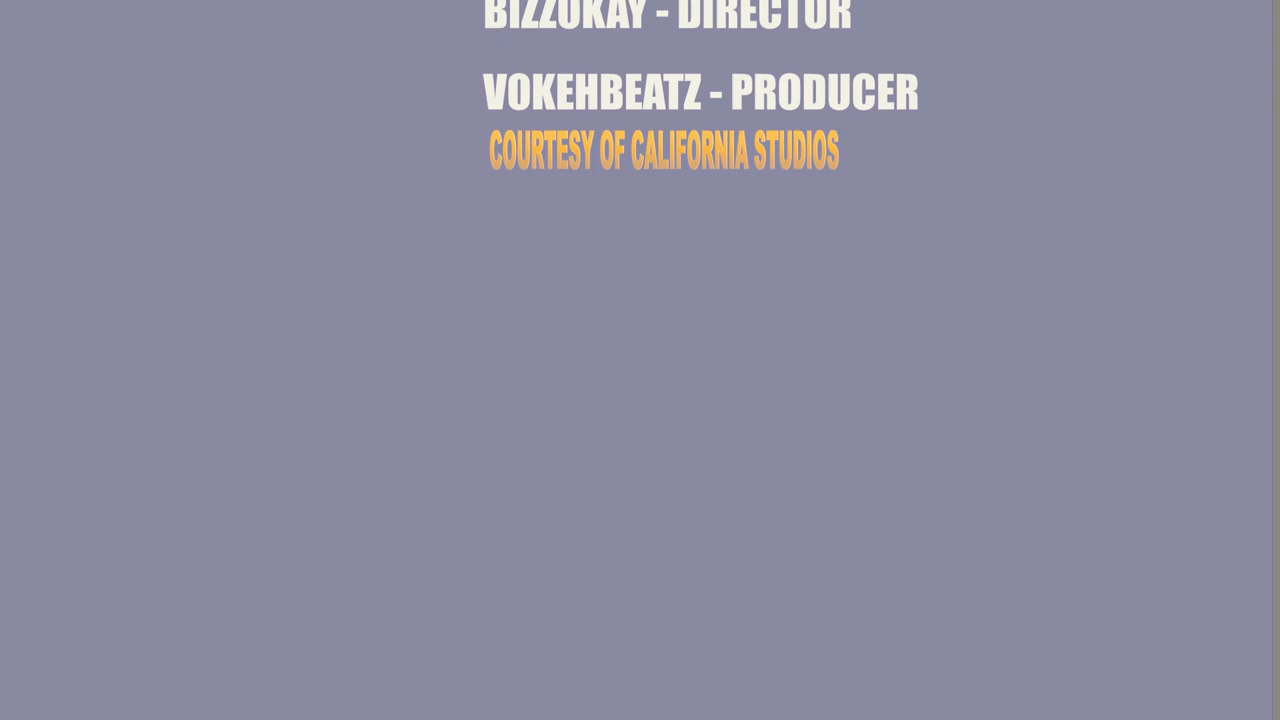 BIZZOKAY - DIRECTOR
VOKEHBEATZ - PRODUCER
COURTESY OF CALIFORNIA STUDIOS